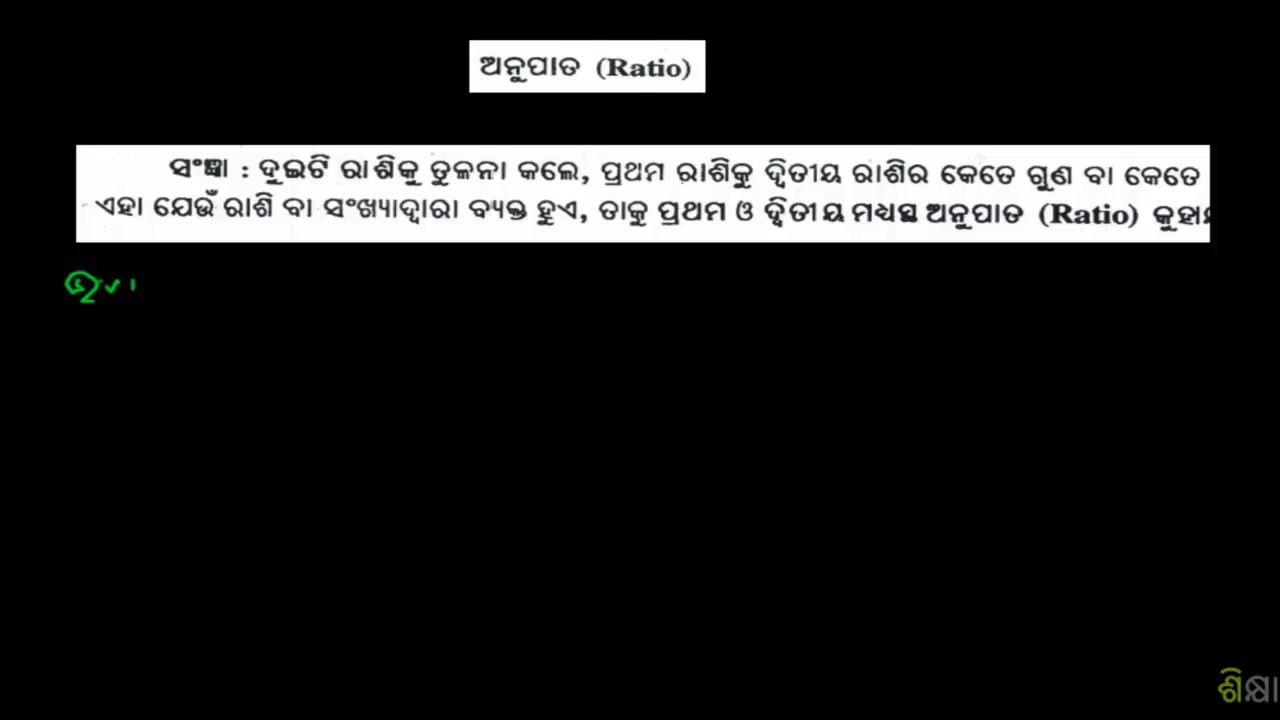 ଅନୁପାତ (Ratio)
ସଂଜ୍ଞା : ଦୁଇଟି ରାଶିକୁ ତୁଳନା କଲେ, ପ୍ରଥମ ରାଶିକୁ ଦ୍ୱିତୀୟ ରାଶିର କେତେ ଗୁଣ ବା କେତେ
ଏହା ଯେଉଁ ରାଶି ବା ସଂଖ୍ୟାଦ୍ୱାରା ବ୍ୟକ୍ତ ହୁଏ, ତାକୁ ପ୍ରଥମ ଓ ଦ୍ୱିତୀୟ ମଧ୍ୟସ୍ଥ ଅନୁପାତ (Ratio)
ଶିକ୍ଷା